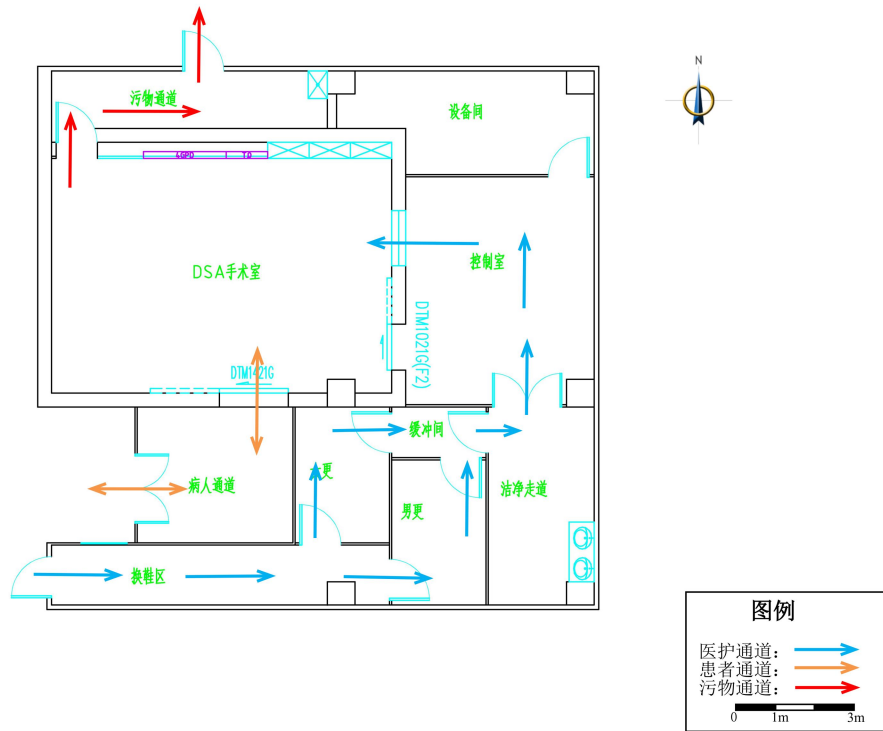 N
污物通道
设备间
4GPD
T.D
DSA手术室
控制室
DTM1021G(F2)
DTM1421G
缓冲间
病人通道
更
男更
洁净走道
换鞋区
图例
医护通道:
患者通道:
污物通道:
0 1m 3m